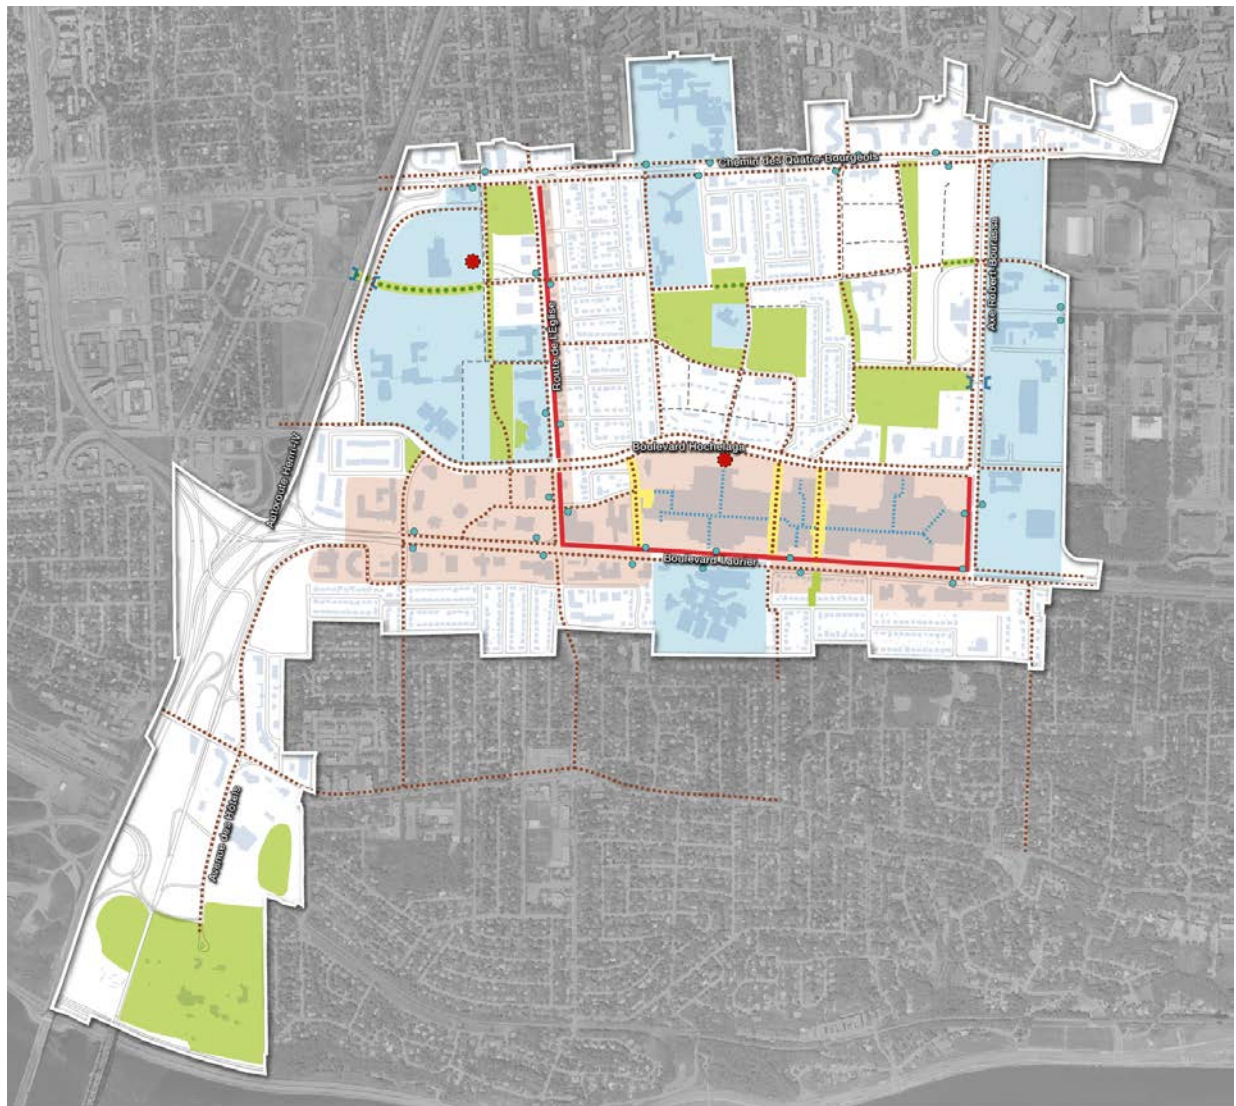 Chemin des Quatre-Bourgeois
Axe Robert-Bourassa
Route de l'Église
Boulevard Hochelaga
Autoroute Henri-IV
Boulevard Laurier
Avenue des Hôtels